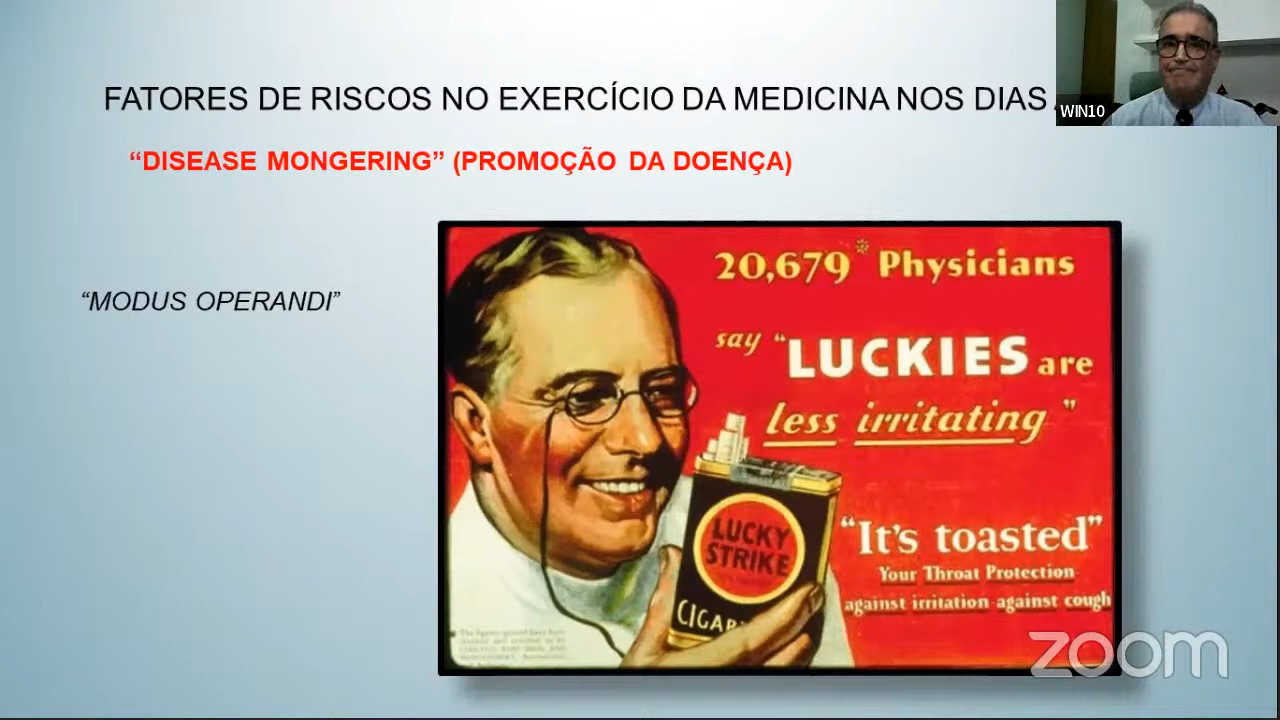 FATORES DE RISCOS NO EXERCÍCIO DA MEDICINA NOS DIAS
“DISEASE MONGERING” (PROMOÇÃO DA DOENÇA)
“MODUS OPERANDI”
WIN10
20,679* Physicians
say “LUCKIES are
less irritating”
“It's toasted”
Your Throat Protection
against irritation-against cough
LUCKY
STRIKE
CIGAR
zoom